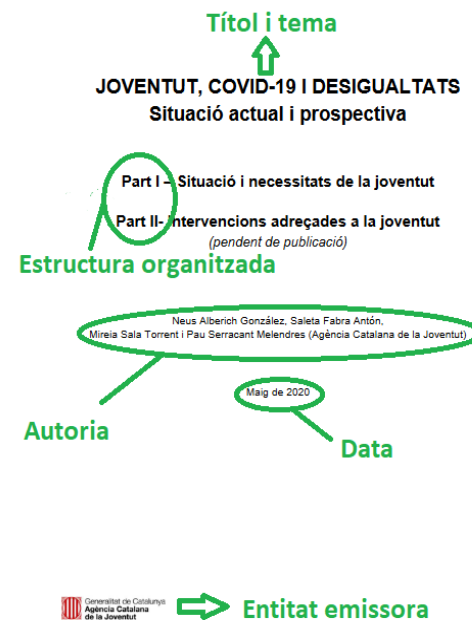 Títol i tema
JOVENTUT, COVID-19 I DESIGUALTATS
Situació actual i prospectiva
Part I – Situació i necessitats de la joventut
Part II- Intervencions adreçades a la joventut
(pendent de publicació)
Estructura organitzada
Neus Alberich González, Saleta Fabra Antón,
Mireia Sala Torrent i Pau Serracant Melendres (Agència Catalana de la Joventut)
Maig de 2020
Autoria
Data
Generalitat de Catalunya
Agència Catalana
de la Joventut
Entitat emissora